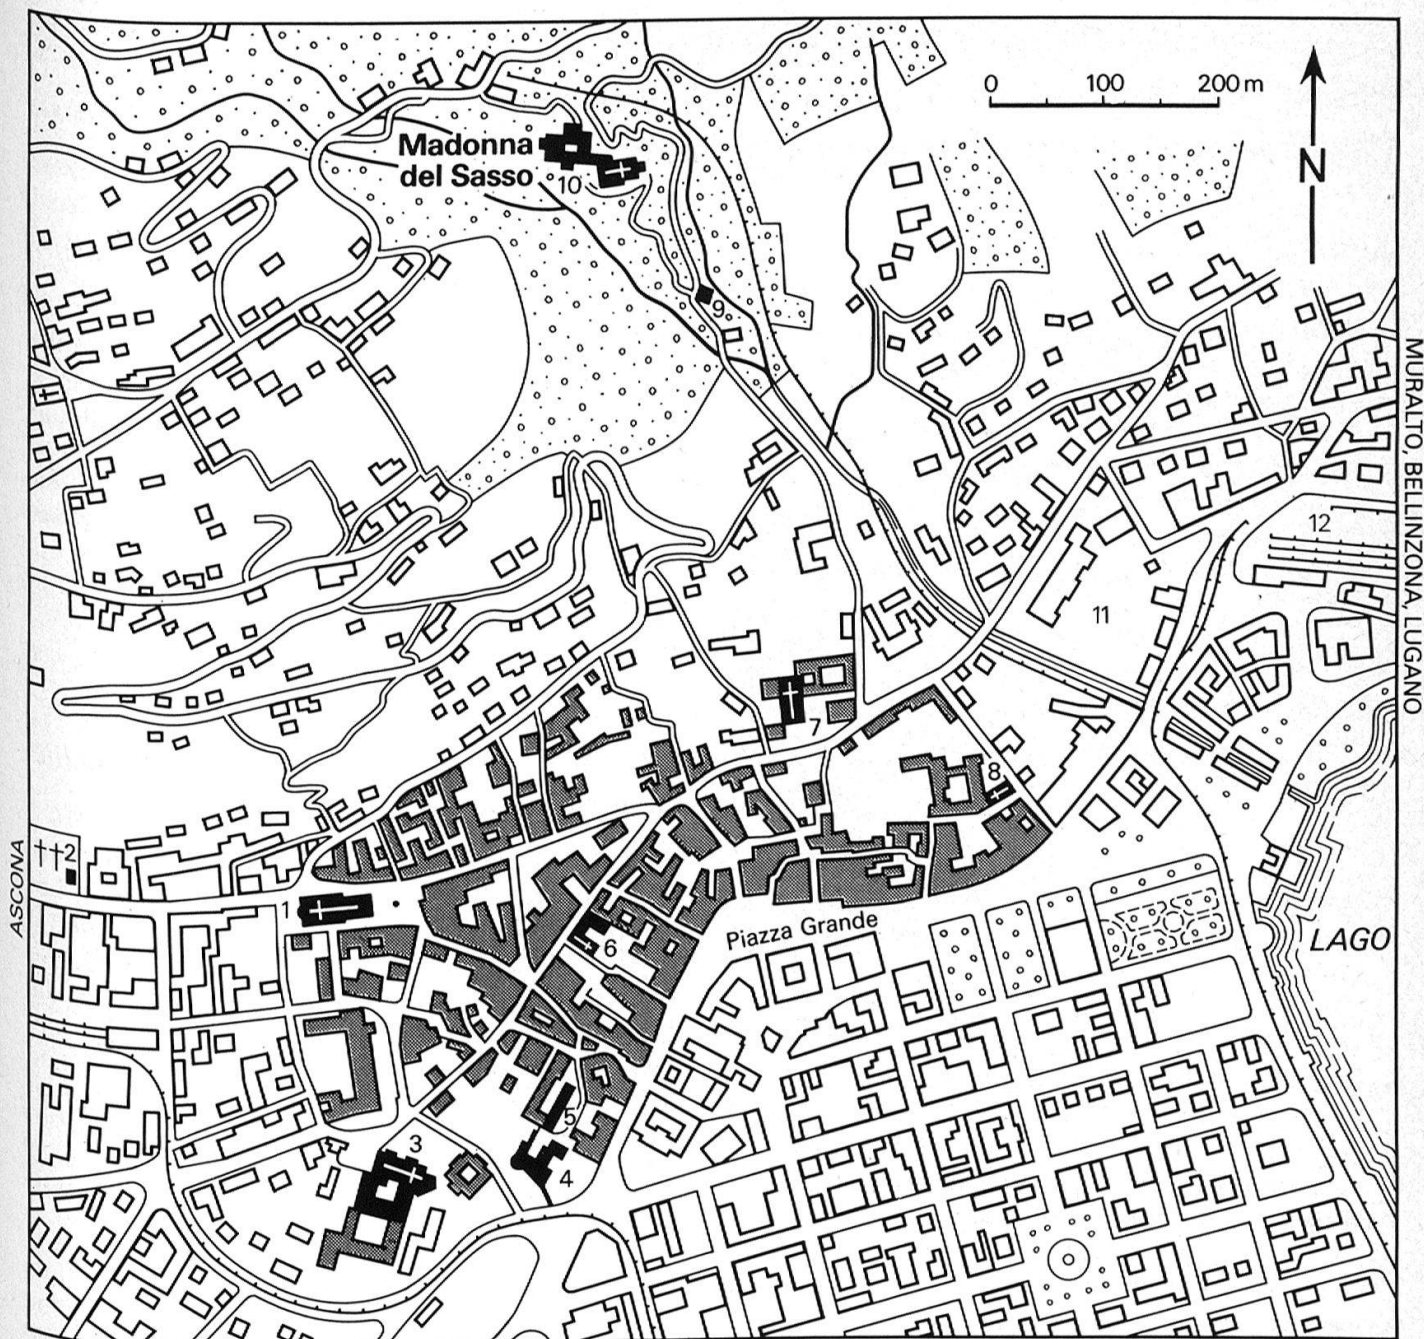 0 100 200 m
N
Madonna
del Sasso
10
9
12
11
7
8
††2
1
Piazza Grande
6
LAGO
5
3
4
ASCONA
MURALTO, BELLINZONA, LUGANO